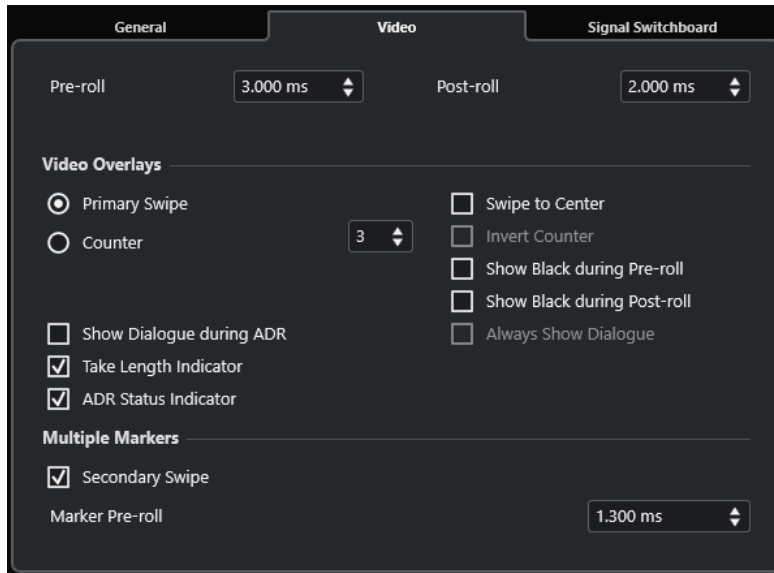 General Video Signal Switchboard
Pre-roll 3.000 ms Post-roll 2.000 ms
Video Overlays
Primary Swipe Swipe to Center
Counter 3 Invert Counter
Show Black during Pre-roll
Show Black during Post-roll
Show Dialogue during ADR Always Show Dialogue
Take Length Indicator
ADR Status Indicator
Multiple Markers
Secondary Swipe
Marker Pre-roll 1.300 ms